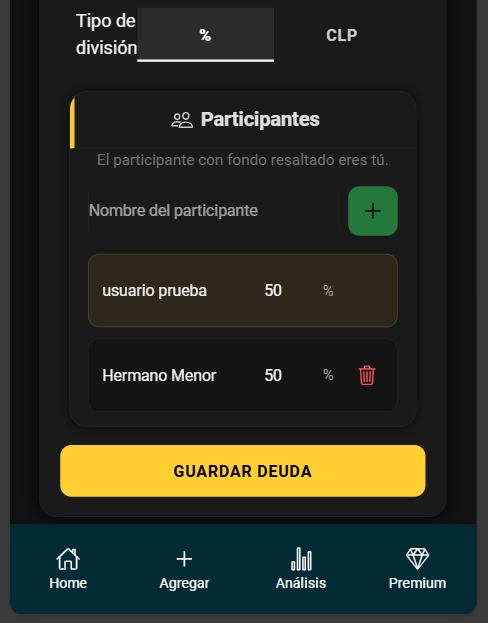 Tipo de
división
%
CLP
Participantes
El participante con fondo resaltado eres tú.
Nombre del participante
usuario prueba 50 %
Hermano Menor 50 %
GUARDAR DEUDA
Home Agregar Análisis Premium